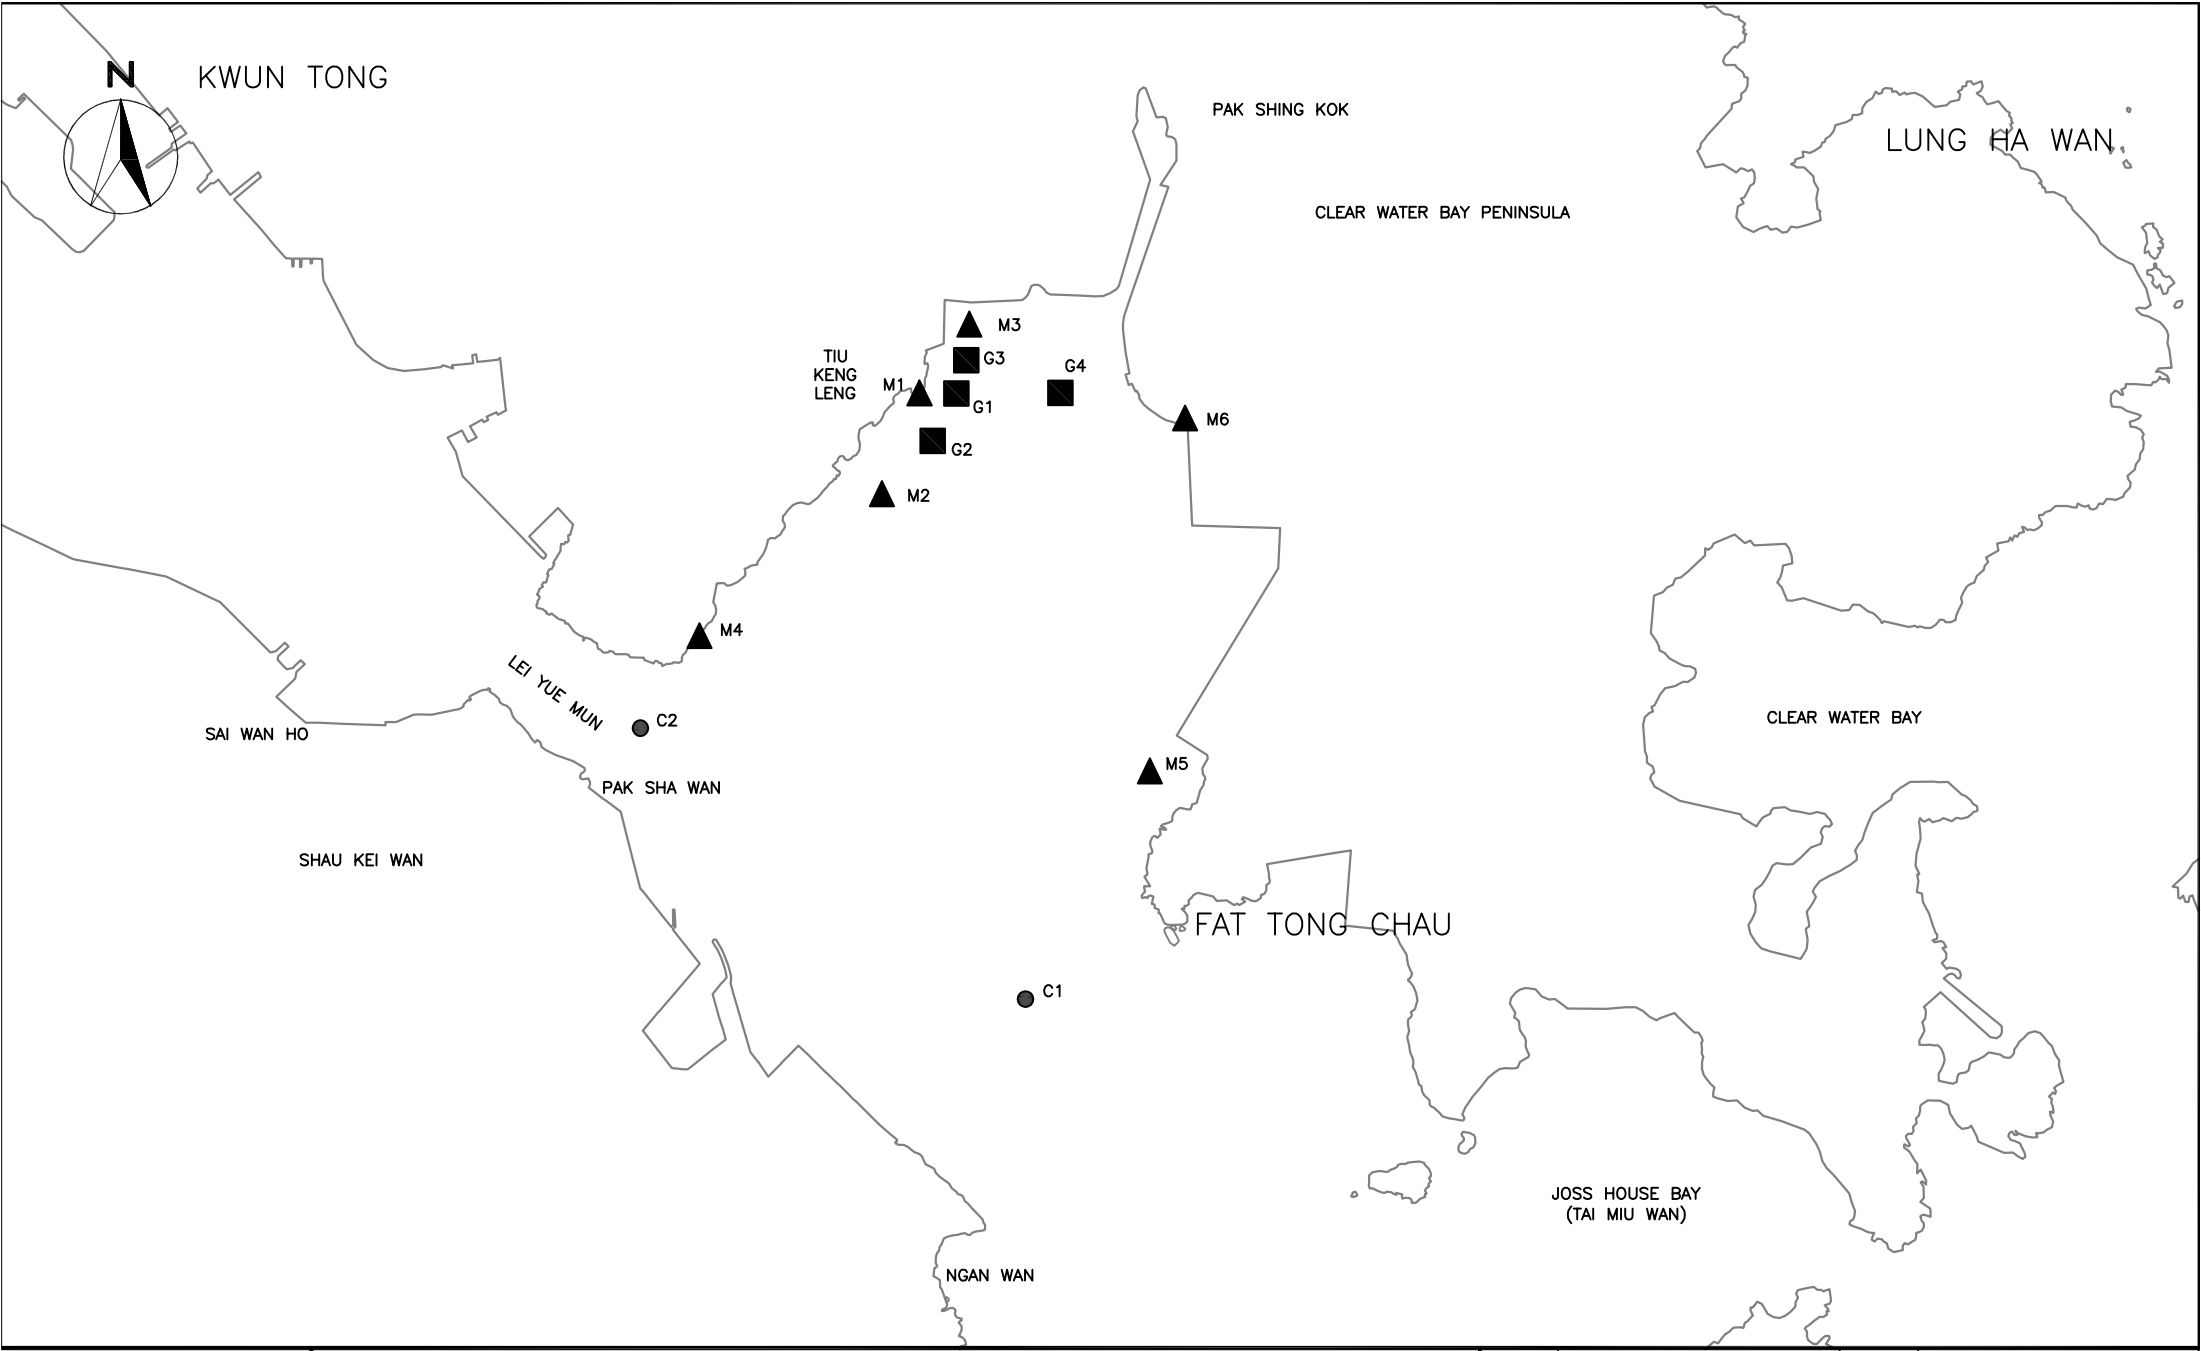 N
KWUN TONG
PAK SHING KOK
LUNG HA WAN
CLEAR WATER BAY PENINSULA
M3
TIU
KENG
LENG
G3
G4
M1
G1
M6
G2
M2
M4
LEI YUE MUN
C2
CLEAR WATER BAY
SAI WAN HO
M5
PAK SHA WAN
SHAU KEI WAN
FAT TONG CHAU
C1
JOSS HOUSE BAY
(TAI MIU WAN)
NGAN WAN